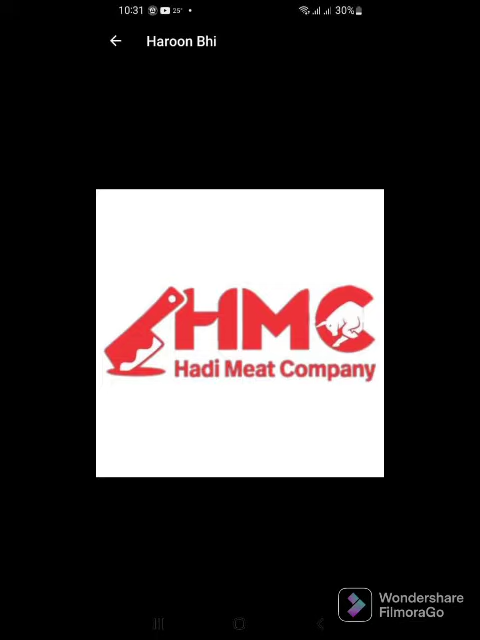 10:31 25° 30%
Haroon Bhi
HMC
Hadi Meat Company
Wondershare
FilmoraGo